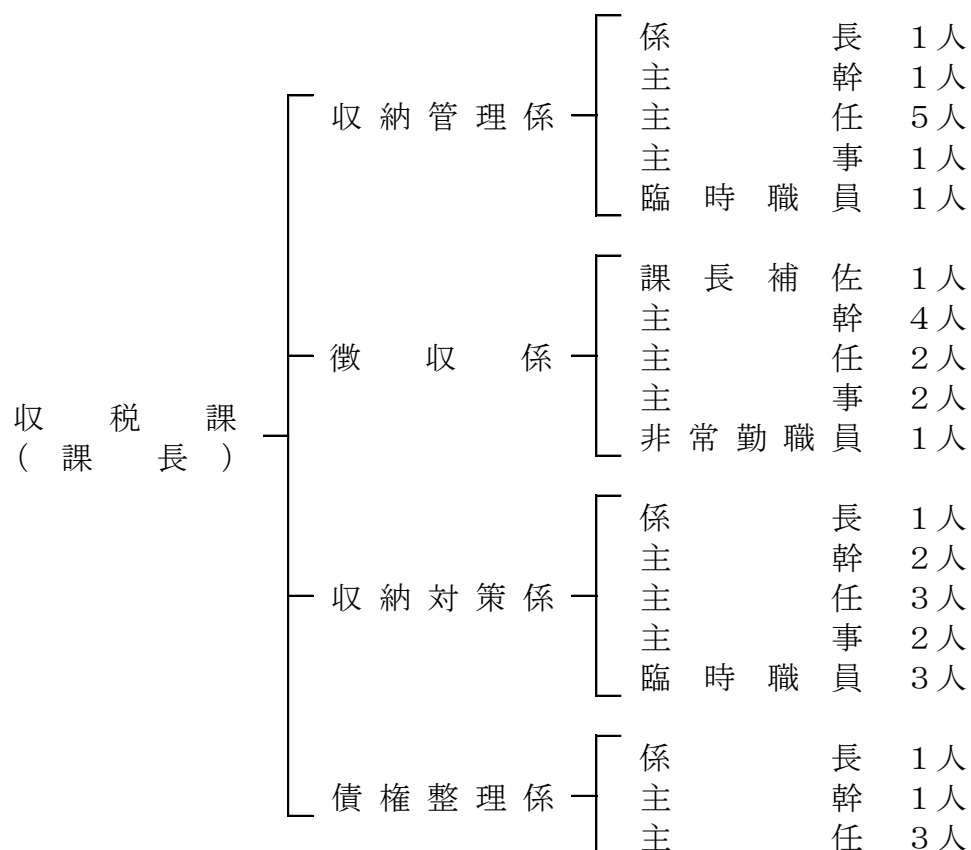 収税課
(課長)
収納管理係
係長 1人
主幹 1人
主任 5人
主事 1人
臨時職員 1人
徴収係
課長補佐 1人
主幹 4人
主任 2人
主事 2人
非常勤職員 1人
収納対策係
係長 1人
主幹 2人
主任 3人
主事 2人
臨時職員 3人
債権整理係
係長 1人
主幹 1人
主任 3人